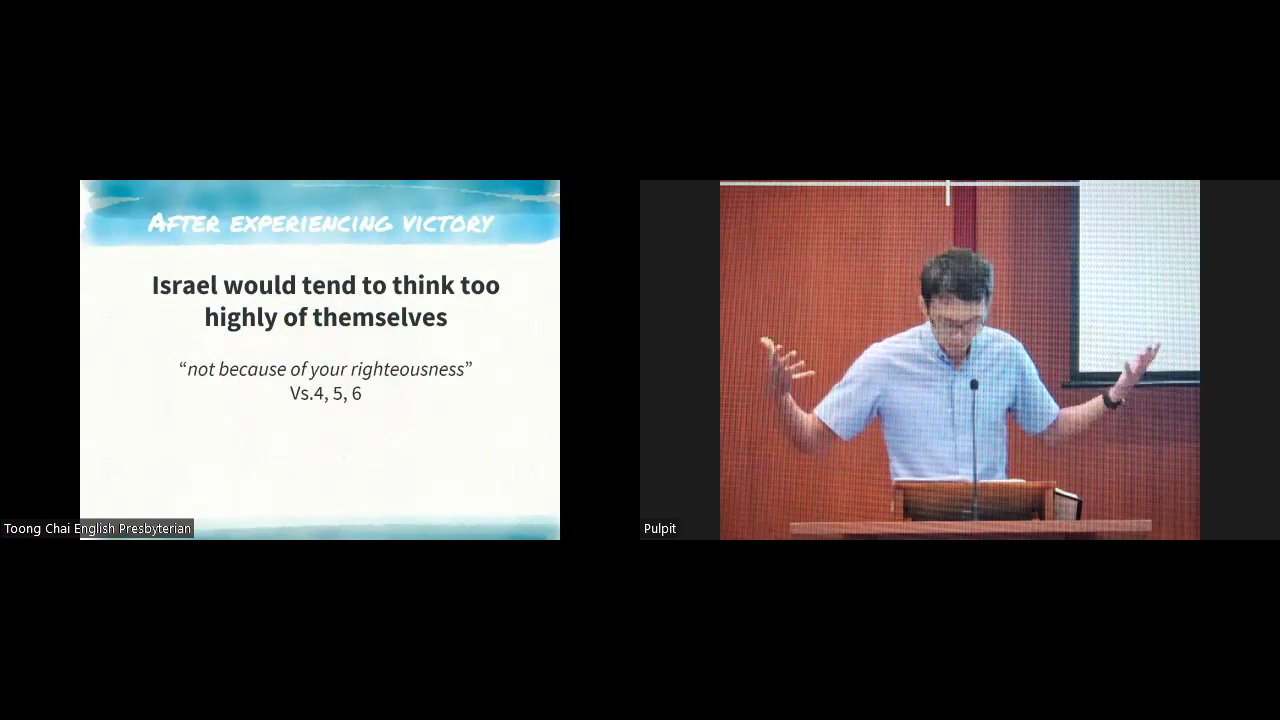 AFTER EXPERIENCING VICTORY
Israel would tend to think too
highly of themselves
“not because of your righteousness”
Vs.4, 5, 6
Toong Chai English Presbyterian
Pulpit